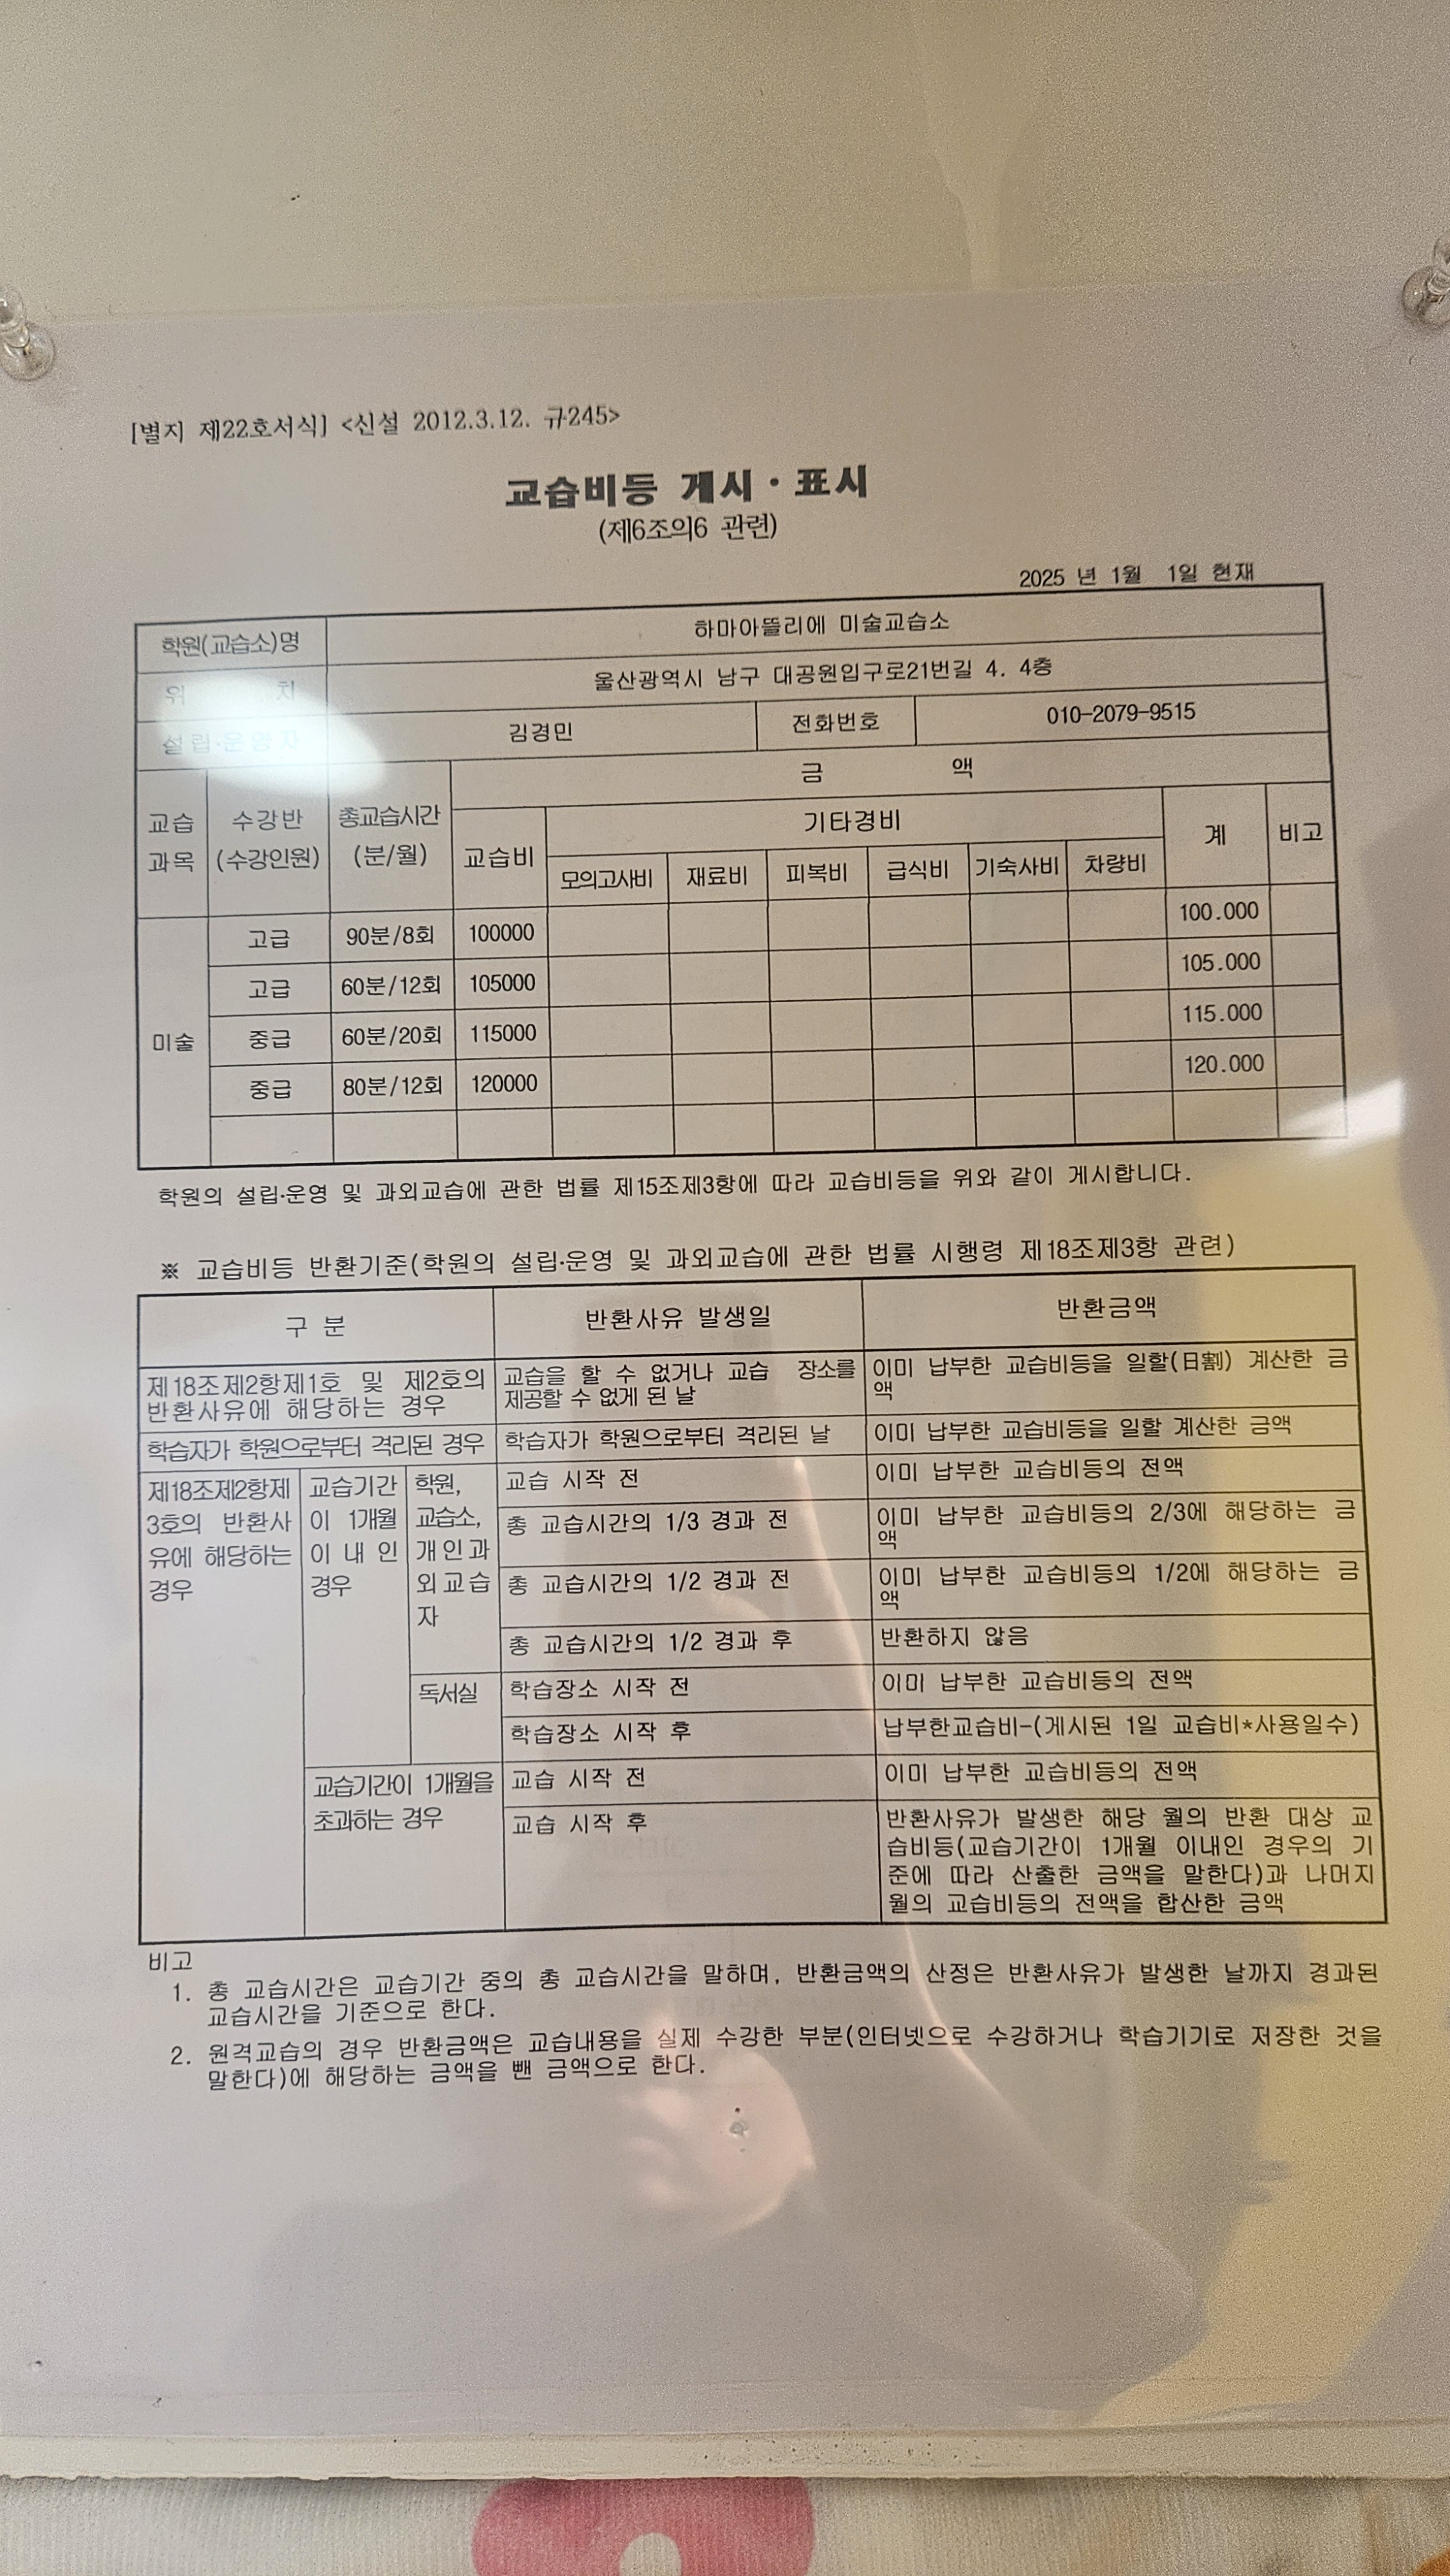 [별지 제22호서식] <신설 2012.3.12. 규245>
교습비등 게시·표시
(제6조의6 관련)
2025 년 1월 1일 현재
학원(교습소)명 하마아뜰리에 미술교습소
위 치 울산광역시 남구 대공원입구로21번길 4. 4층
설립·운영자 김경민 전화번호 010-2079-9515
교습과목 수강반(수강인원) 총교습시간(분/월) 금 액
교습비 기타경비 계 비고
모의고사비 재료비 피복비 급식비 기숙사비 차량비
미술
고급 90분/8회 100000 100.000
고급 60분/12회 105000 105.000
중급 60분/20회 115000 115.000
중급 80분/12회 120000 120.000
학원의 설립·운영 및 과외교습에 관한 법률 제15조제3항에 따라 교습비등을 위와 같이 게시합니다.
※ 교습비등 반환기준(학원의 설립·운영 및 과외교습에 관한 법률 시행령 제18조제3항 관련)
구 분 반환사유 발생일 반환금액
제18조제2항제1호 및 제2호의
반환사유에 해당하는 경우
교습을 할 수 없거나 교습 장소를
제공할 수 없게 된 날
이미 납부한 교습비등을 일할(日割) 계산한 금
액
학습자가 학원으로부터 격리된 경우 학습자가 학원으로부터 격리된 날 이미 납부한 교습비등을 일할 계산한 금액
제18조제2항제
3호의 반환사
유에 해당하는
경우
교습기간
이 1개월
이 내 인
경우
학원,
교습소,
개인과
외교습
자
교습 시작 전 이미 납부한 교습비등의 전액
총 교습시간의 1/3 경과 전 이미 납부한 교습비등의 2/3에 해당하는 금
액
총 교습시간의 1/2 경과 전 이미 납부한 교습비등의 1/2에 해당하는 금
액
총 교습시간의 1/2 경과 후 반환하지 않음
독서실 학습장소 시작 전 이미 납부한 교습비등의 전액
학습장소 시작 후 납부한교습비-(게시된 1일 교습비*사용일수)
교습기간이 1개월을
초과하는 경우
교습 시작 전 이미 납부한 교습비등의 전액
교습 시작 후 반환사유가 발생한 해당 월의 반환 대상 교
습비등(교습기간이 1개월 이내인 경우의 기
준에 따라 산출한 금액을 말한다)과 나머지
월의 교습비등의 전액을 합산한 금액
비고
1. 총 교습시간은 교습기간 중의 총 교습시간을 말하며, 반환금액의 산정은 반환사유가 발생한 날까지 경과된
교습시간을 기준으로 한다.
2. 원격교습의 경우 반환금액은 교습내용을 실제 수강한 부분(인터넷으로 수강하거나 학습기기로 저장한 것을
말한다)에 해당하는 금액을 뺀 금액으로 한다.